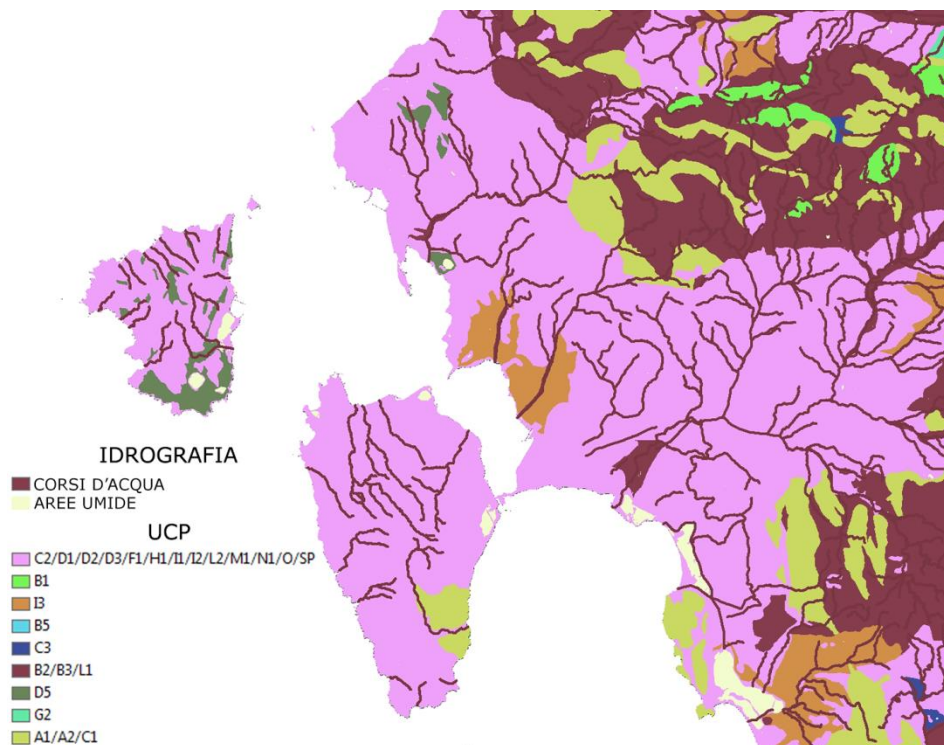 IDROGRAFIA
CORSI D'ACQUA
AREE UMIDE
UCP
C2/D1/D2/D3/F1/H1/I1/I2/L2/M1/N1/O/SP
B1
I3
B5
C3
B2/B3/L1
D5
G2
A1/A2/C1